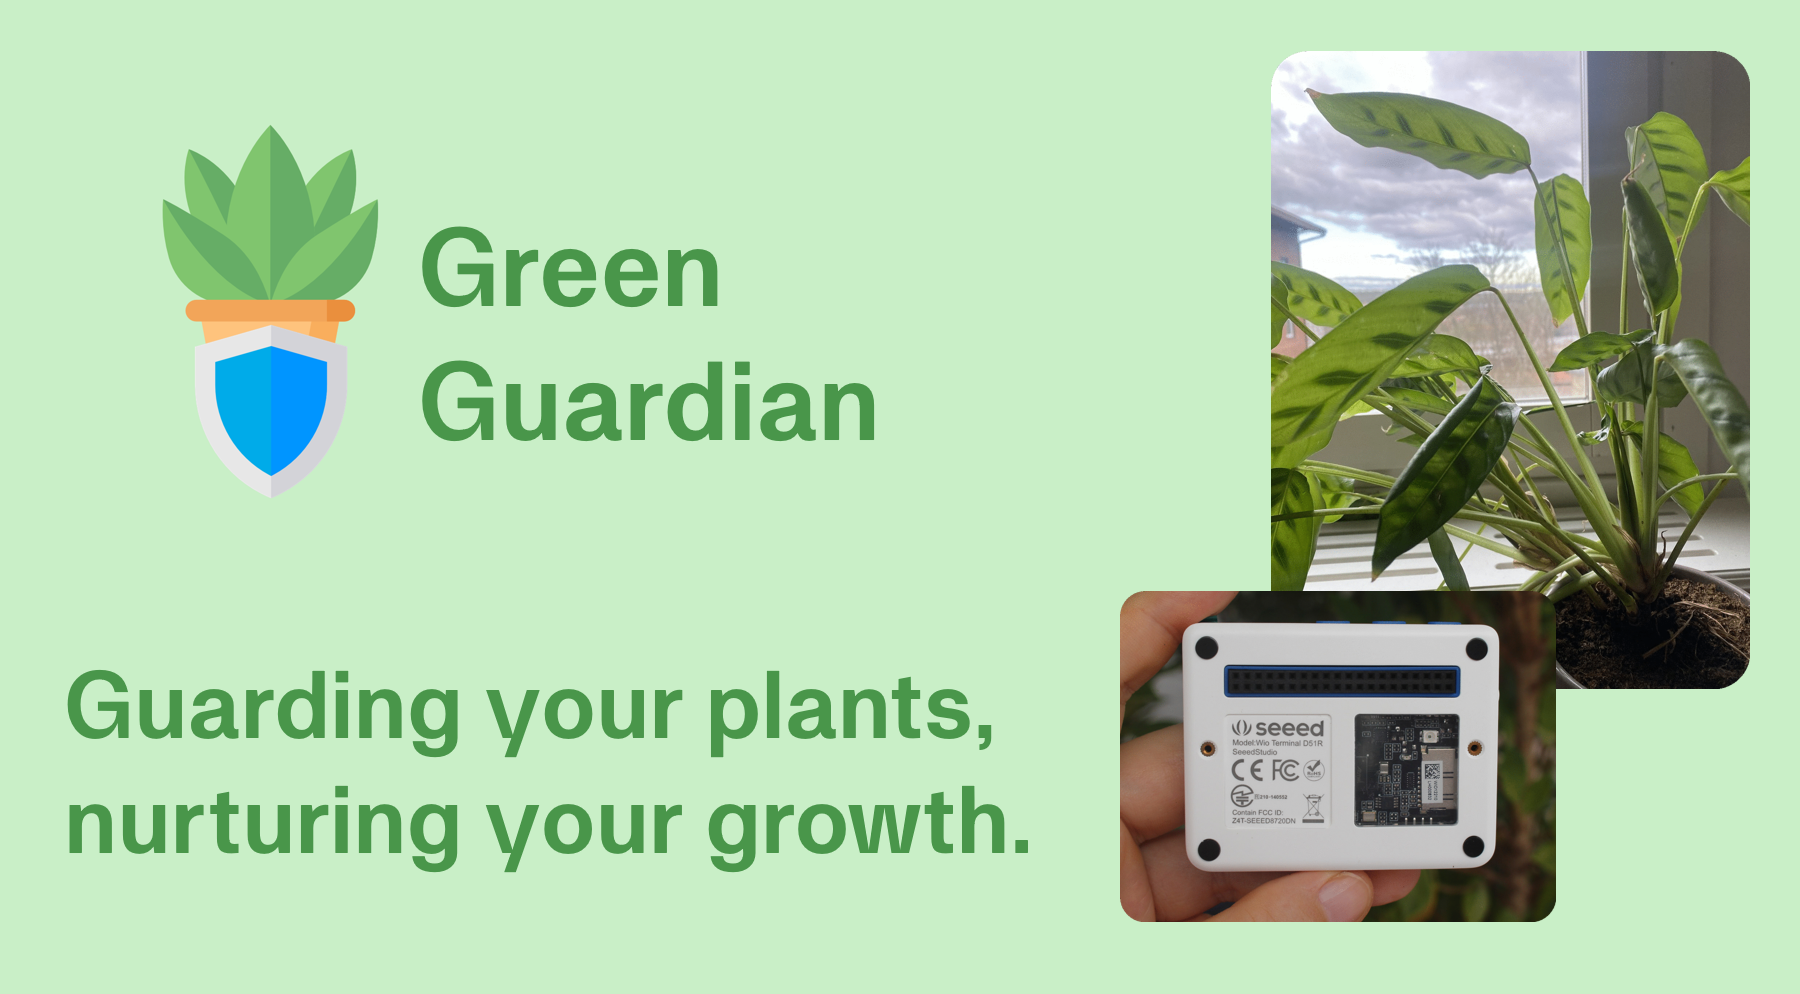 Green
Guardian
Guarding your plants,
nurturing your growth.
seeed
Model:Wio Terminal D51R
SeeedStudio
CE FC
Contain FCC ID:
Z4T-SEEED8720DN